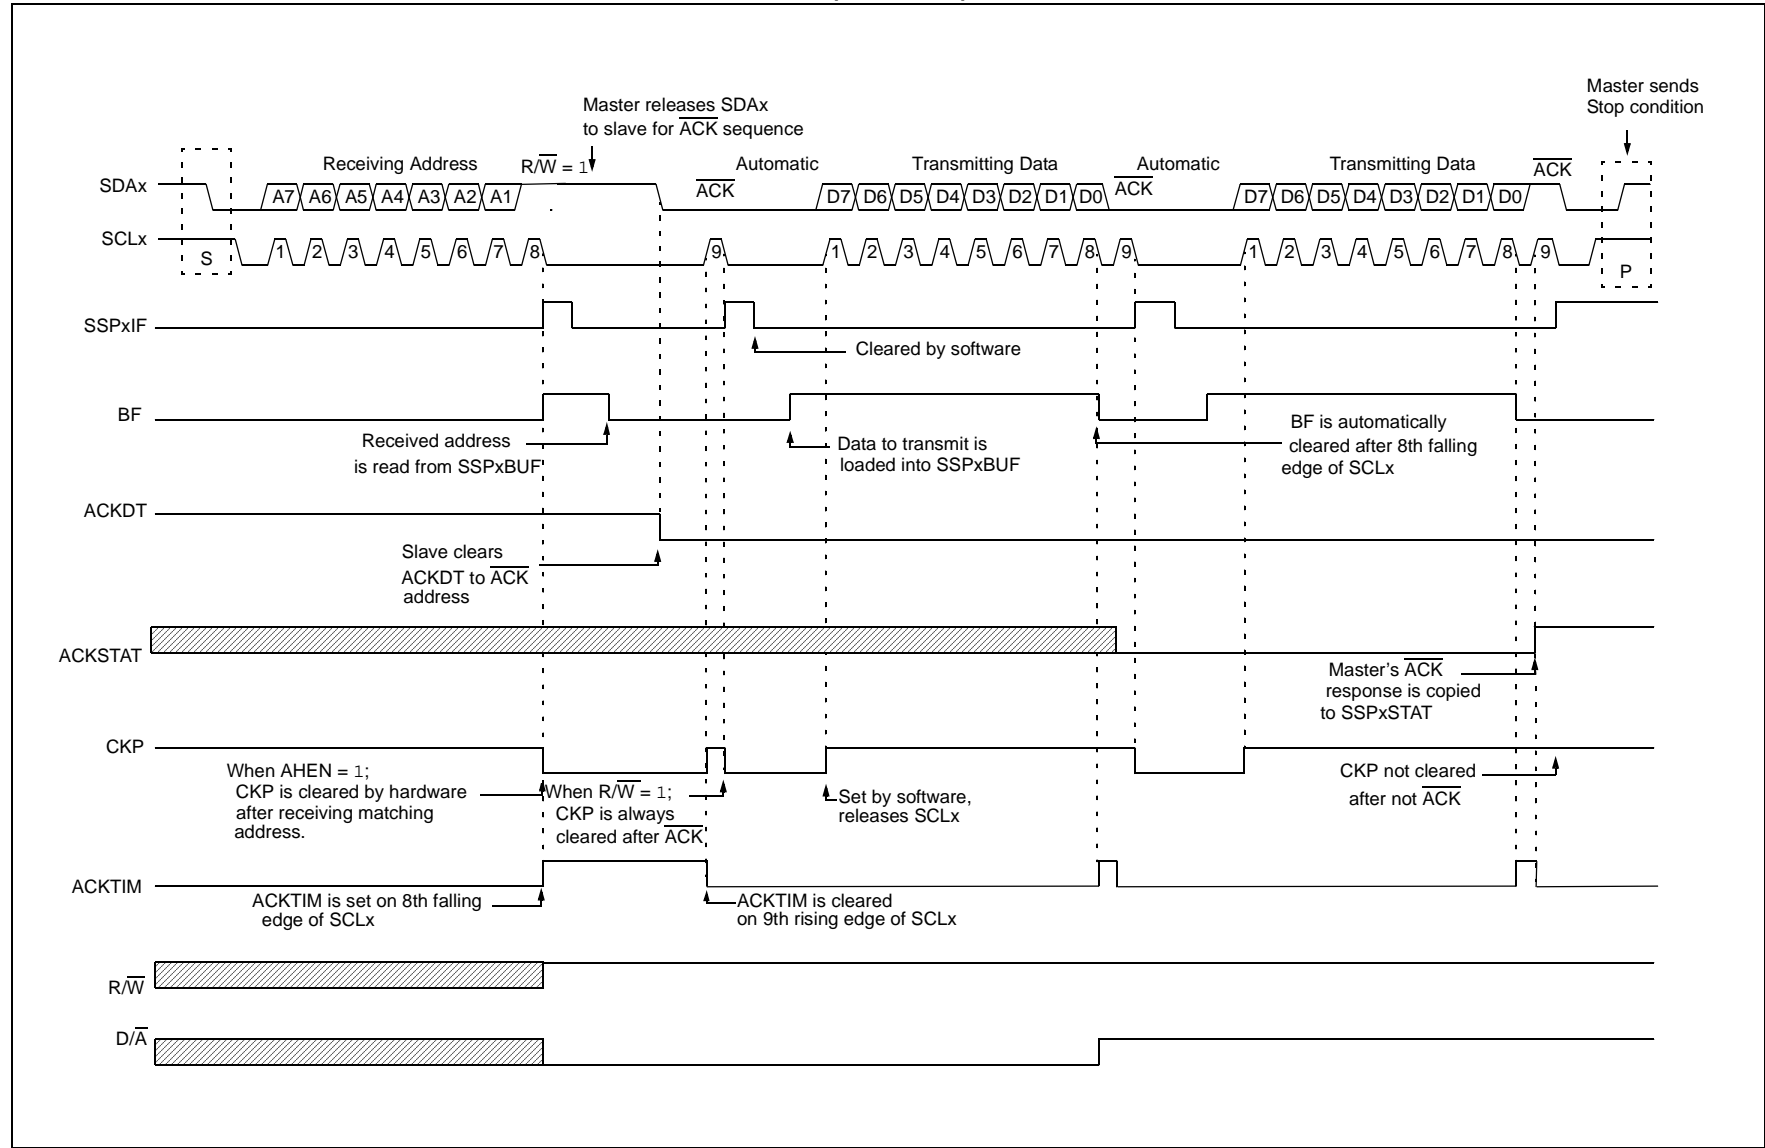 Master sends
Stop condition
Master releases SDAx
to slave for ACK sequence
Receiving Address
R/W = 1
Automatic
Transmitting Data
Automatic
Transmitting Data
ACK
ACK
ACK
SDAx
A7 A6 A5 A4 A3 A2 A1
D7 D6 D5 D4 D3 D2 D1 D0
D7 D6 D5 D4 D3 D2 D1 D0
SCLx
S
1 2 3 4 5 6 7 8
9
1 2 3 4 5 6 7 8 9
1 2 3 4 5 6 7 8 9
P
SSPxIF
Cleared by software
BF
Received address
is read from SSPxBUF
Data to transmit is
loaded into SSPxBUF
BF is automatically
cleared after 8th falling
edge of SCLx
ACKDT
Slave clears
ACKDT to ACK
address
ACKSTAT
Master's ACK
response is copied
to SSPxSTAT
CKP
When AHEN = 1;
CKP is cleared by hardware
after receiving matching
address.
When R/W = 1;
CKP is always
cleared after ACK
Set by software,
releases SCLx
CKP not cleared
after not ACK
ACKTIM
ACKTIM is set on 8th falling
edge of SCLx
ACKTIM is cleared
on 9th rising edge of SCLx
R/W
D/A